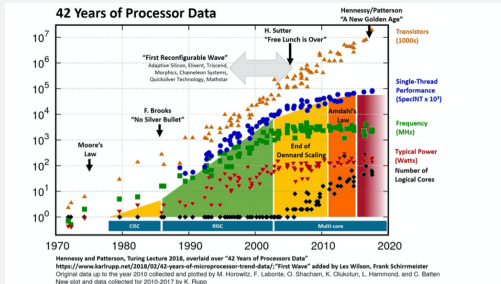 42 Years of Processor Data
Hennessy/Patterson
"A New Golden Age"
H. Sutter
"Free Lunch is Over"
"First Reconfigurable Wave"
Adaptive Silicon, Elixent, Triscend,
Morphics, Chameleon Systems,
Quicksilver Technology, Mathstar
F. Brooks
"No Silver Bullet"
Moore's
Law
Transistors
(1000s)
Single-Thread
Performance
(SpecINT x 10³)
Frequency
(MHz)
Typical Power
(Watts)
Number of
Logical Cores
Amdahl's
Law
End of
Dennard Scaling
10⁷
10⁶
10⁵
10⁴
10³
10²
10¹
10⁰
CISC
RISC
Multi-core
1970
1980
1990
2000
2010
2020
Hennessy and Patterson, Turing Lecture 2018, overlaid over "42 Years of Processors Data"
https://www.karlrupp.net/2018/02/42-years-of-microprocessor-trend-data/; "First Wave" added by Les Wilson, Frank Schirrmeister
Original data up to the year 2010 collected and plotted by M. Horowitz, F. Labonte, O. Shacham, K. Olukotun, L. Hammond, and C. Batten
New plot and data collected for 2010-2017 by K. Rupp